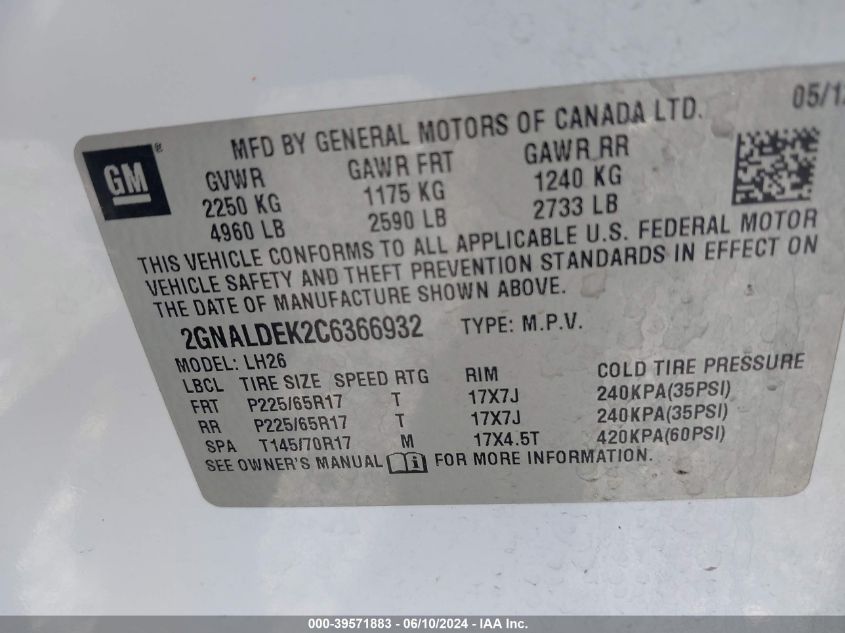 05/12
MFD BY GENERAL MOTORS OF CANADA LTD.
GM ®
GVWR GAWR FRT GAWR RR
2250 KG 1175 KG 1240 KG
4960 LB 2590 LB 2733 LB
THIS VEHICLE CONFORMS TO ALL APPLICABLE U.S. FEDERAL MOTOR
VEHICLE SAFETY AND THEFT PREVENTION STANDARDS IN EFFECT ON
THE DATE OF MANUFACTURE SHOWN ABOVE.
2GNALDEK2C6366932 TYPE: M.P.V.
MODEL: LH26
LBCL TIRE SIZE SPEED RTG RIM COLD TIRE PRESSURE
FRT P225/65R17 T 17X7J 240KPA(35PSI)
RR P225/65R17 T 17X7J 240KPA(35PSI)
SPA T145/70R17 M 17X4.5T 420KPA(60PSI)
SEE OWNER'S MANUAL FOR MORE INFORMATION.
000-39571883 - 06/10/2024 - IAA Inc.